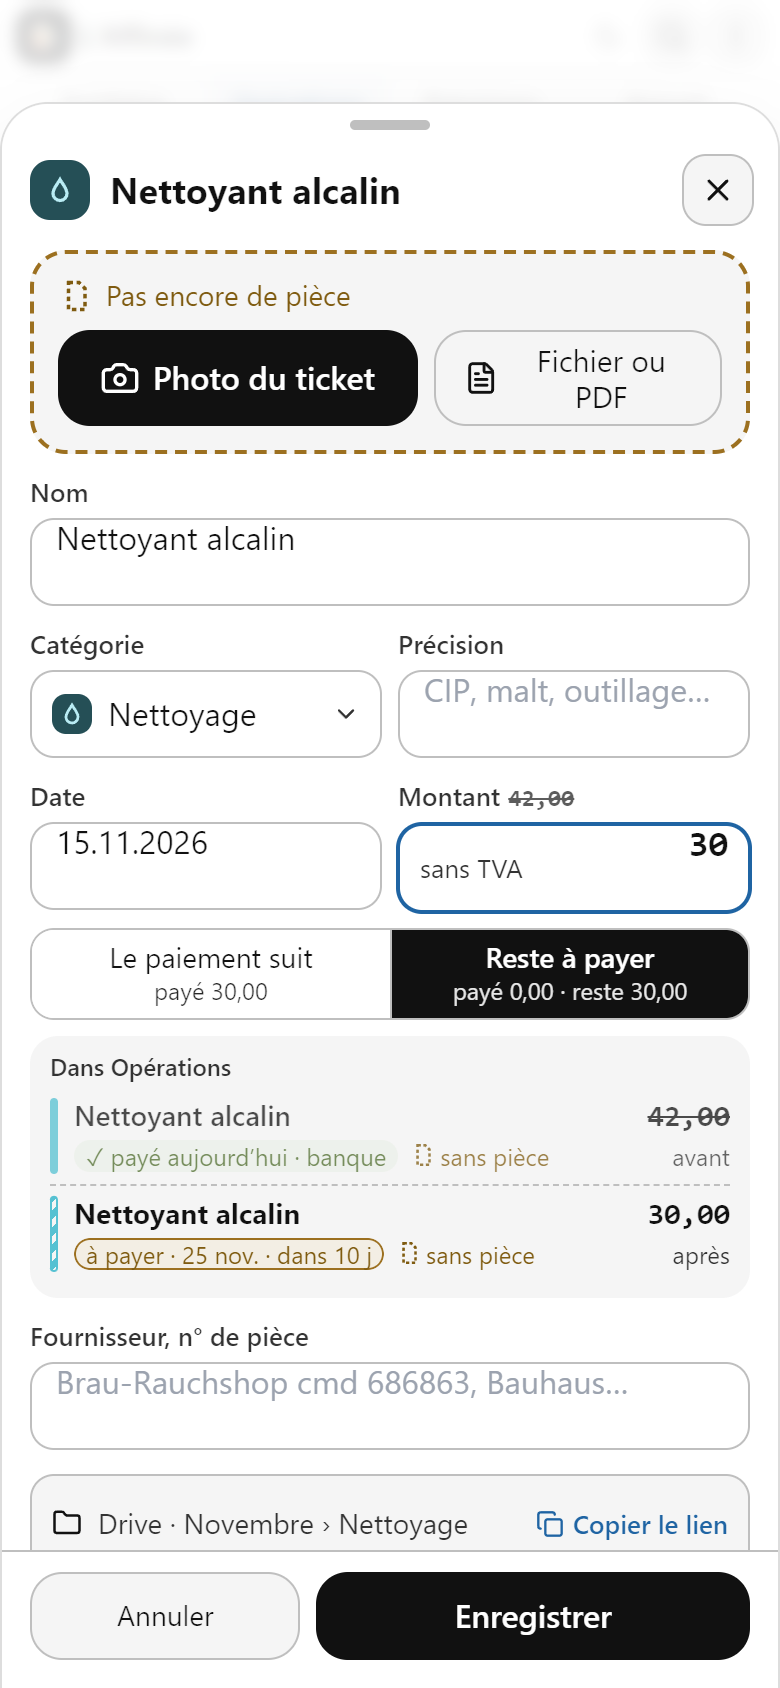 Nettoyant alcalin
Pas encore de pièce
Photo du ticket
Fichier ou
PDF
Nom
Nettoyant alcalin
Catégorie
Précision
Nettoyage
CIP, malt, outillage...
Date
Montant 42,00
15.11.2026
sans TVA
30
Le paiement suit
payé 30,00
Reste à payer
payé 0,00 · reste 30,00
Dans Opérations
Nettoyant alcalin
42,00
✓ payé aujourd’hui · banque
sans pièce
avant
Nettoyant alcalin
30,00
à payer · 25 nov. · dans 10 j
sans pièce
après
Fournisseur, n° de pièce
Brau-Rauchshop cmd 686863, Bauhaus...
Drive · Novembre › Nettoyage
Copier le lien
Annuler
Enregistrer